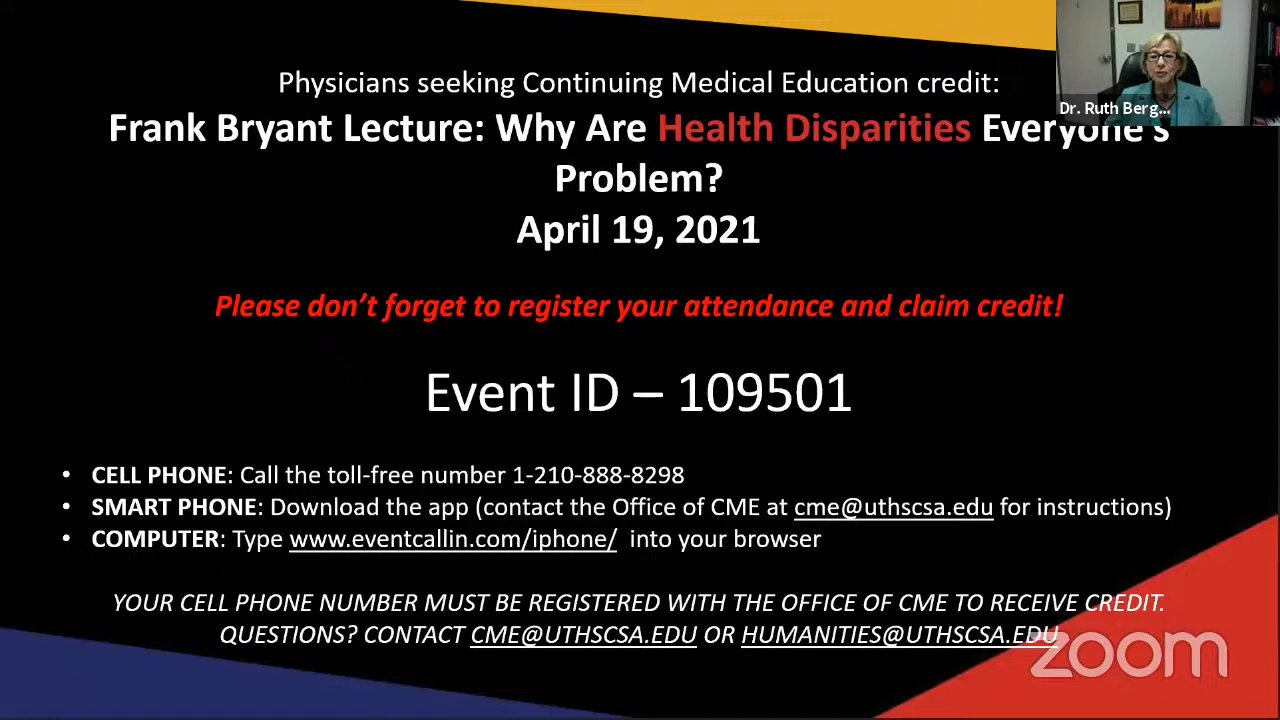 Physicians seeking Continuing Medical Education credit:
Dr. Ruth Berg...
Frank Bryant Lecture: Why Are Health Disparities Everyone's
Problem?
April 19, 2021
Please don't forget to register your attendance and claim credit!
Event ID – 109501
• CELL PHONE: Call the toll-free number 1-210-888-8298
• SMART PHONE: Download the app (contact the Office of CME at cme@uthscsa.edu for instructions)
• COMPUTER: Type www.eventcallin.com/iphone/ into your browser
YOUR CELL PHONE NUMBER MUST BE REGISTERED WITH THE OFFICE OF CME TO RECEIVE CREDIT.
QUESTIONS? CONTACT CME@UTHSCSA.EDU OR HUMANITIES@UTHSCSA.EDU
zoom